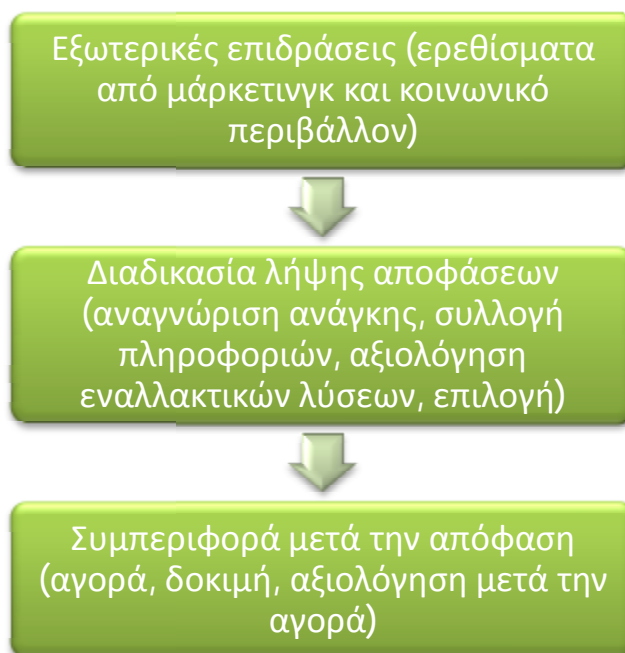 Εξωτερικές επιδράσεις (ερεθίσματα
από μάρκετινγκ και κοινωνικό
περιβάλλον)
Διαδικασία λήψης αποφάσεων
(αναγνώριση ανάγκης, συλλογή
πληροφοριών, αξιολόγηση
εναλλακτικών λύσεων, επιλογή)
Συμπεριφορά μετά την απόφαση
(αγορά, δοκιμή, αξιολόγηση μετά την
αγορά)